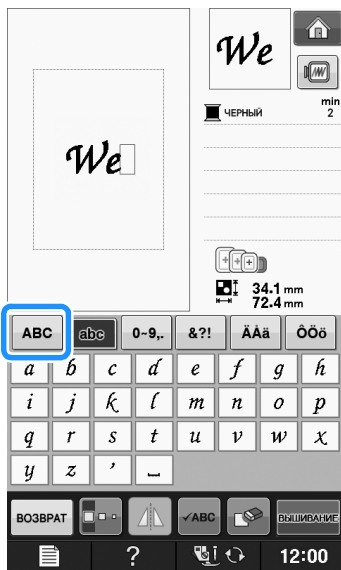 We
ЧЕРНЫЙ
min
2
We
34.1 mm
72.4 mm
ABC abc 0~9,. &?! ÄÅä ÔÖö
a b c d e f g h
i j k l m n o p
q r s t u v w x
y z ’ ⎵
ВОЗВРАТ ✓ABC ВЫШИВАНИЕ
? 12:00